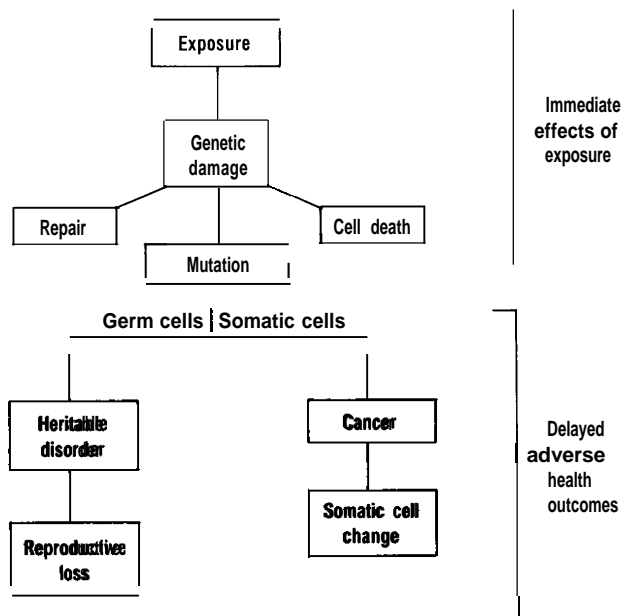 Exposure
Immediate
effects of
exposure
Genetic
damage
Repair
Cell death
Mutation
Germ cells Somatic cells
Heritable
disorder
Cancer
Delayed
adverse
health
outcomes
Somatic cell
change
Reproductive
loss